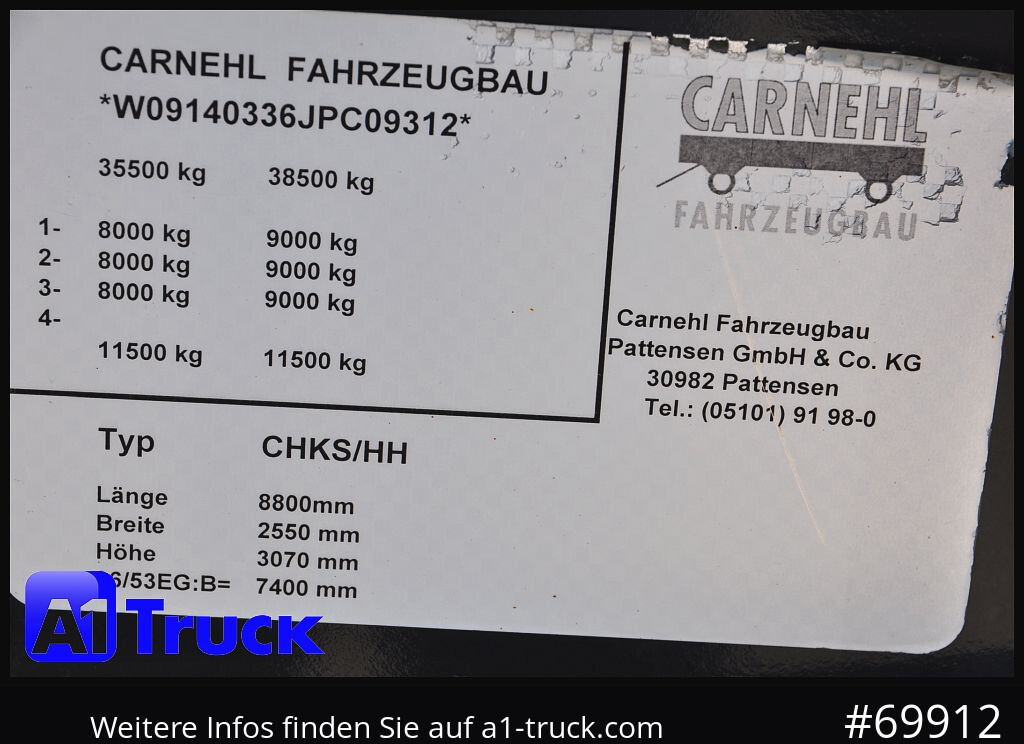 CARNEHL FAHRZEUGBAU
*W09140336JPC09312*
35500 kg 38500 kg
1- 8000 kg 9000 kg
2- 8000 kg 9000 kg
3- 8000 kg 9000 kg
4-
11500 kg 11500 kg
CARNEHL
FAHRZEUGBAU
Carnehl Fahrzeugbau
Pattensen GmbH & Co. KG
30982 Pattensen
Tel.: (05101) 91 98-0
Typ CHKS/HH
Länge 8800mm
Breite 2550 mm
Höhe 3070 mm
6/53EG:B= 7400 mm
A1 Truck
Weitere Infos finden Sie auf a1-truck.com
#69912